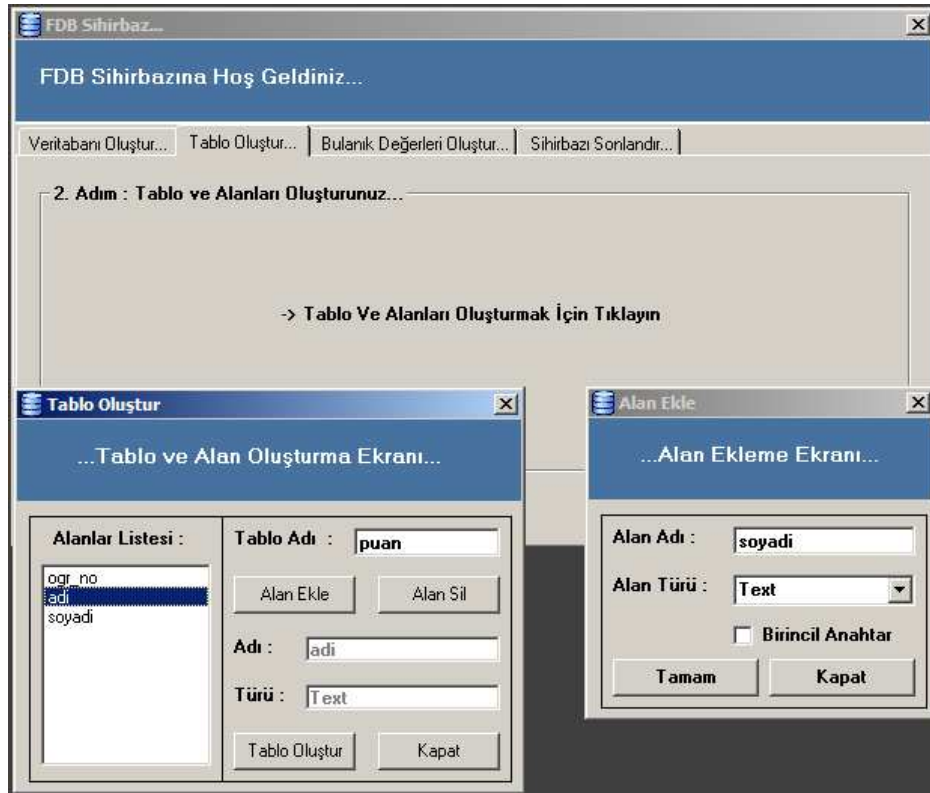 FDB Sihirbaz...
FDB Sihirbazına Hoş Geldiniz...
Veritabanı Oluştur... Tablo Oluştur... Bulanık Değerleri Oluştur... Sihirbazı Sonlandır...
2. Adım : Tablo ve Alanları Oluşturunuz...
-> Tablo Ve Alanları Oluşturmak İçin Tıklayın
Tablo Oluştur
...Tablo ve Alan Oluşturma Ekranı...
Alanlar Listesi :
ogr_no
adi
soyadi
Tablo Adı : puan
Alan Ekle Alan Sil
Adı : adi
Türü : Text
Tablo Oluştur Kapat
Alan Ekle
...Alan Ekleme Ekranı...
Alan Adı : soyadi
Alan Türü : Text
Birincil Anahtar
Tamam Kapat